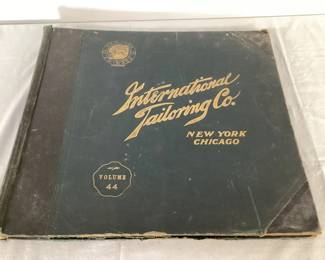 International
Tailoring Co.
NEW YORK
CHICAGO
VOLUME
44